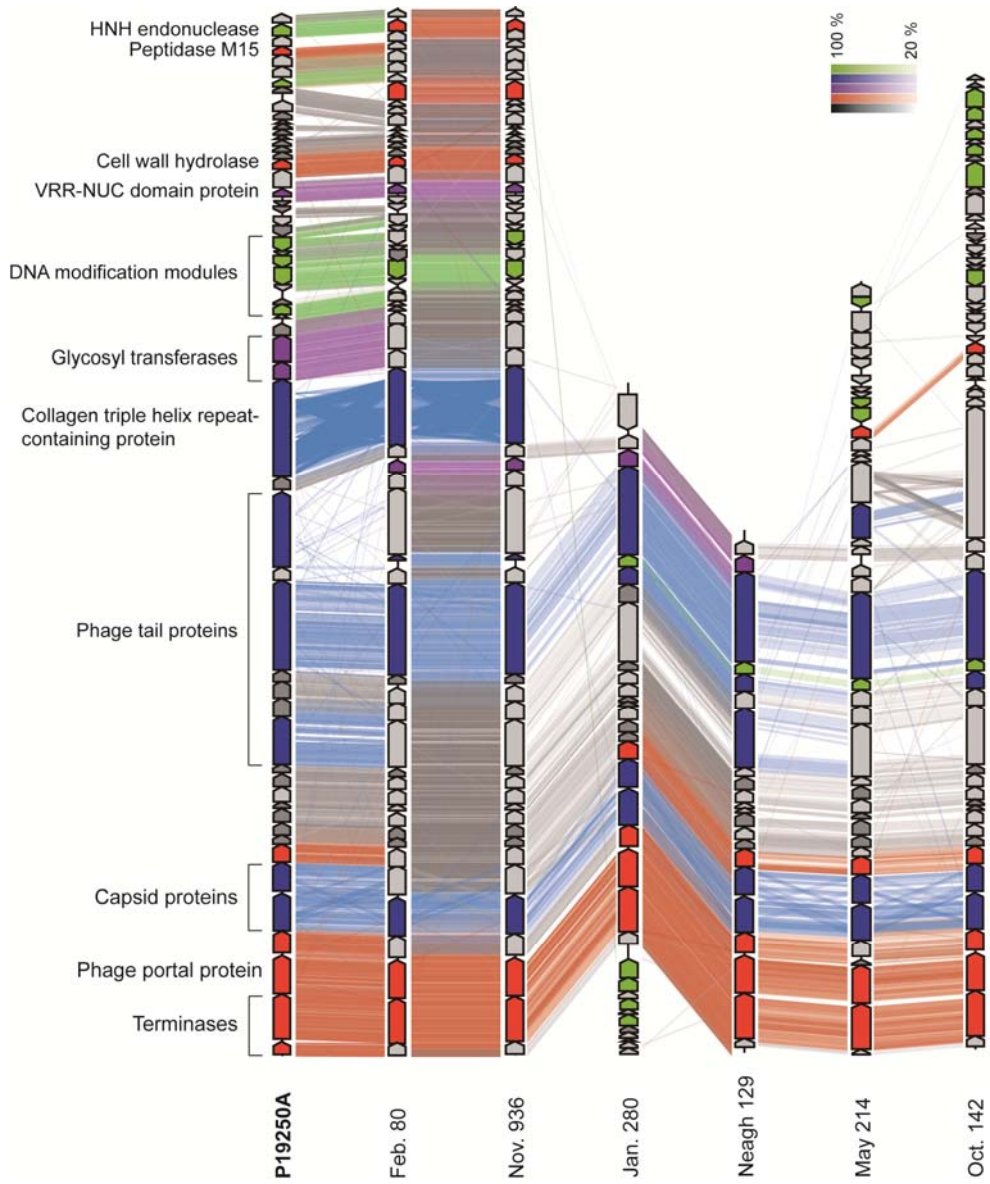 HNH endonuclease
Peptidase M15
Cell wall hydrolase
VRR-NUC domain protein
DNA modification modules
Glycosyl transferases
Collagen triple helix repeat-
containing protein
Phage tail proteins
Capsid proteins
Phage portal protein
Terminases
100 %
20 %
P19250A
Feb. 80
Nov. 936
Jan. 280
Neagh 129
May 214
Oct. 142